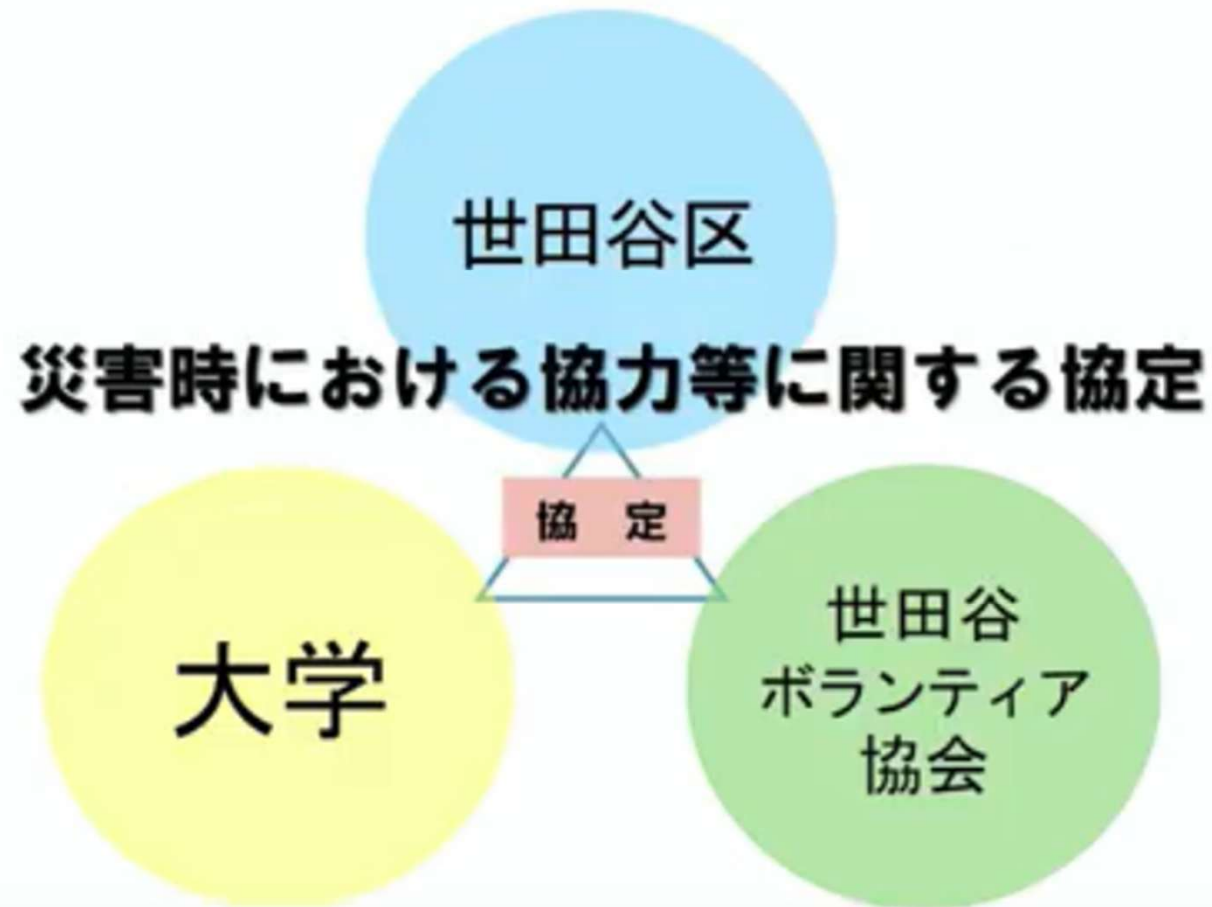 世田谷区
災害時における協力等に関する協定
協 定
大学
世田谷
ボランティア
協会